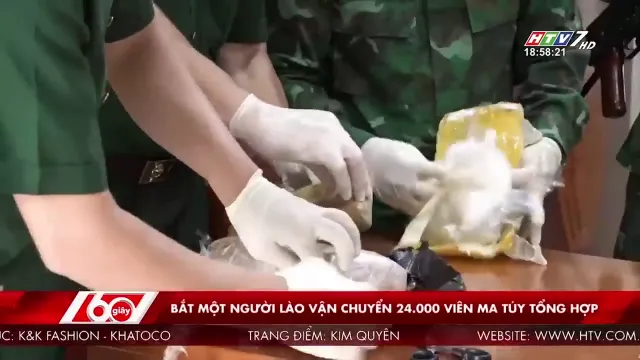 HTV7 HD
18:58:21
60 giây
BẮT MỘT NGƯỜI LÀO VẬN CHUYỂN 24.000 VIÊN MA TÚY TỔNG HỢP
ỤC: K&K FASHION - KHATOCO TRANG ĐIỂM: KIM QUYÊN WEBSITE: WWW.HTV.COM